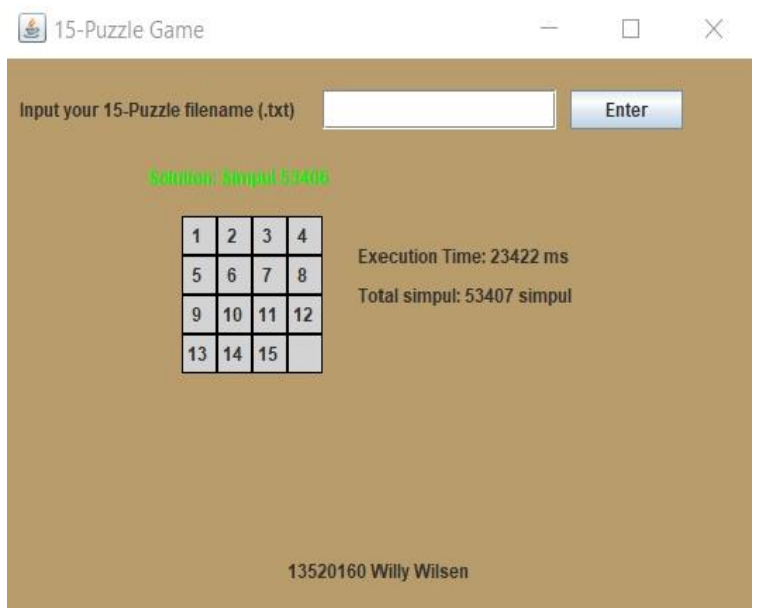 15-Puzzle Game
Input your 15-Puzzle filename (.txt)
Enter
Solution: Simpul 53406
1 2 3 4
5 6 7 8
9 10 11 12
13 14 15
Execution Time: 23422 ms
Total simpul: 53407 simpul
13520160 Willy Wilsen